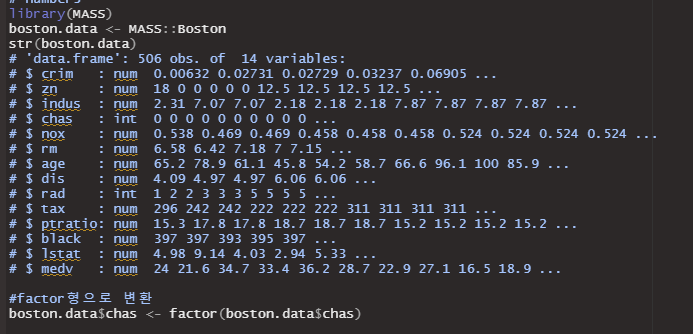 # numbers
library(MASS)
boston.data <- MASS::Boston
str(boston.data)
# 'data.frame': 506 obs. of  14 variables:
# $ crim   : num  0.00632 0.02731 0.02729 0.03237 0.06905 ...
# $ zn     : num  18 0 0 0 0 0 12.5 12.5 12.5 12.5 ...
# $ indus  : num  2.31 7.07 7.07 2.18 2.18 2.18 7.87 7.87 7.87 7.87 ...
# $ chas   : int  0 0 0 0 0 0 0 0 0 0 ...
# $ nox    : num  0.538 0.469 0.469 0.458 0.458 0.458 0.524 0.524 0.524 0.524 ...
# $ rm     : num  6.58 6.42 7.18 7 7.15 ...
# $ age    : num  65.2 78.9 61.1 45.8 54.2 58.7 66.6 96.1 100 85.9 ...
# $ dis    : num  4.09 4.97 4.97 6.06 6.06 ...
# $ rad    : int  1 2 2 3 3 3 5 5 5 5 ...
# $ tax    : num  296 242 242 222 222 222 311 311 311 311 ...
# $ ptratio: num  15.3 17.8 17.8 18.7 18.7 18.7 15.2 15.2 15.2 15.2 ...
# $ black  : num  397 397 393 395 397 ...
# $ lstat  : num  4.98 9.14 4.03 2.94 5.33 ...
# $ medv   : num  24 21.6 34.7 33.4 36.2 28.7 22.9 27.1 16.5 18.9 ...
#factor형으로 변환
boston.data$chas <- factor(boston.data$chas)